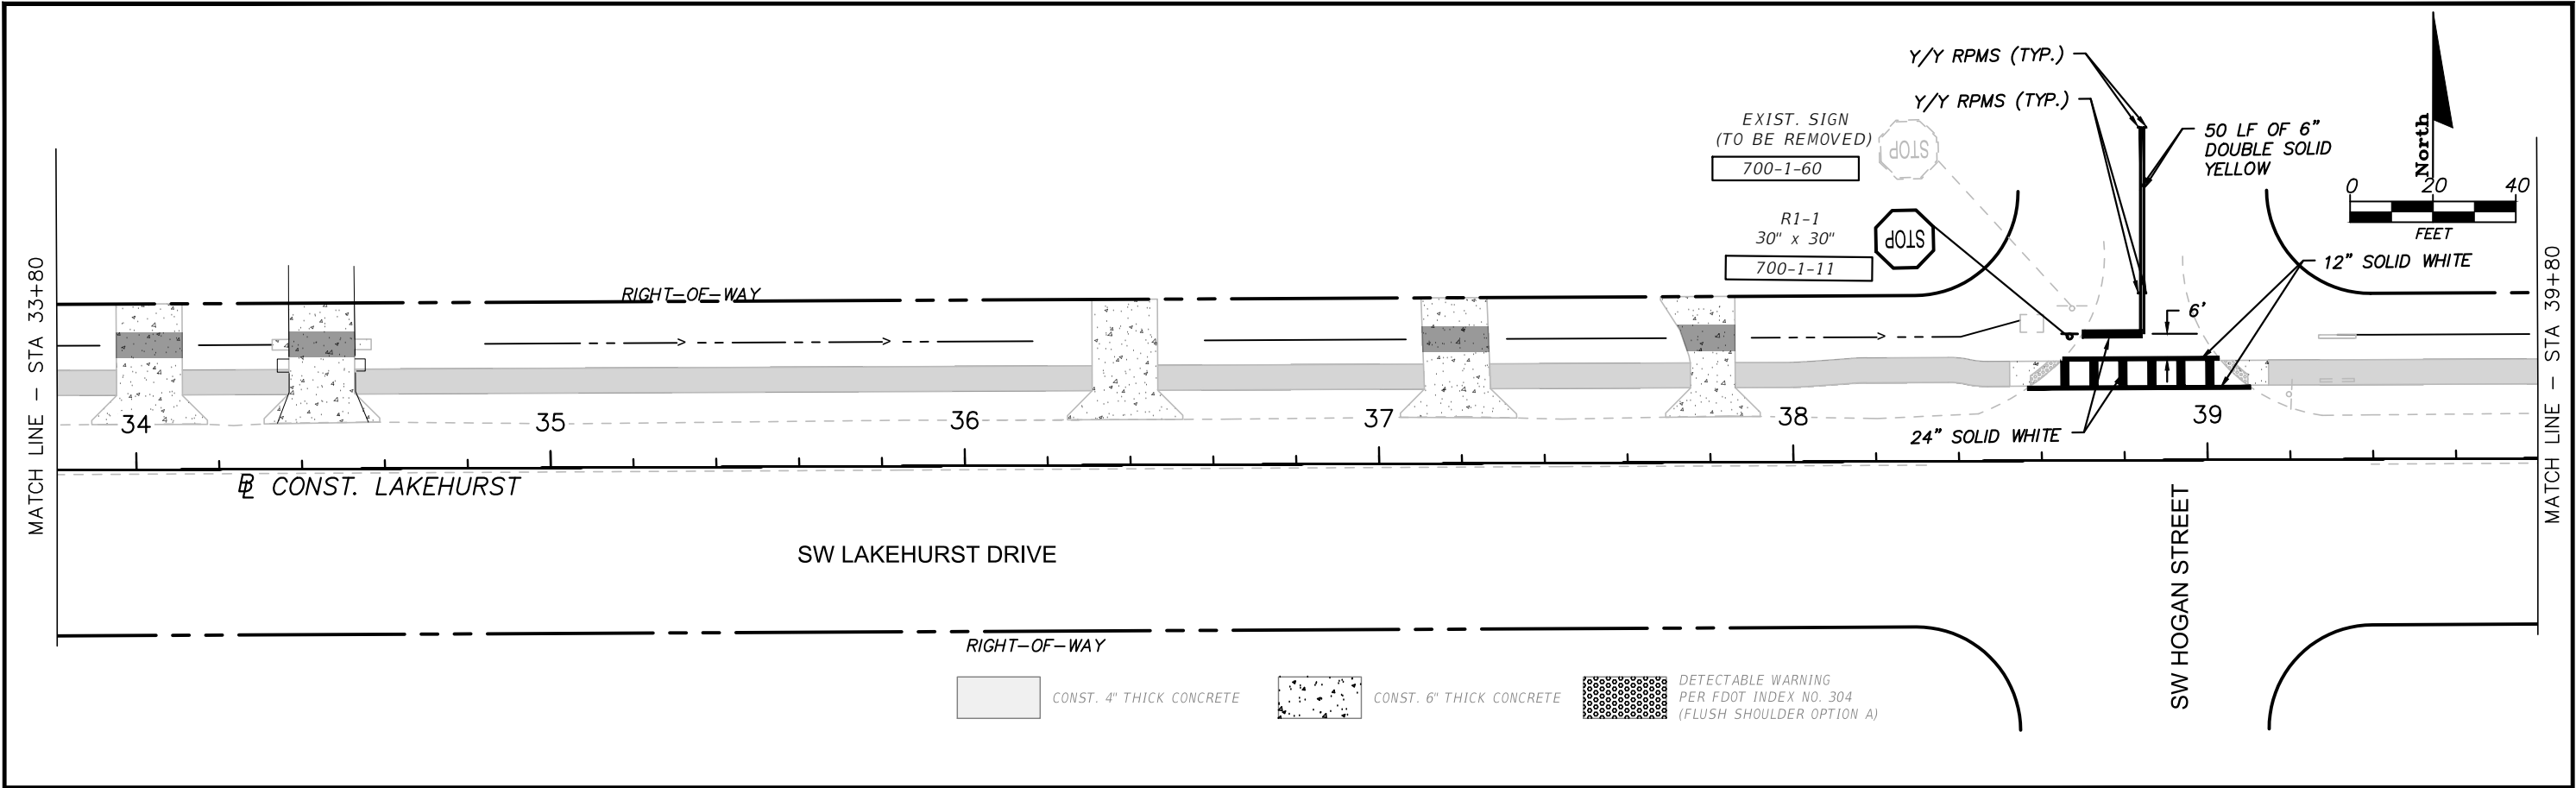 Y/Y RPMS (TYP.)
Y/Y RPMS (TYP.)
EXIST. SIGN
(TO BE REMOVED)
700-1-60
STOP
50 LF OF 6"
DOUBLE SOLID
YELLOW
North
0 20 40
FEET
R1-1
30" x 30"
700-1-11
STOP
12" SOLID WHITE
6'
RIGHT-OF-WAY
MATCH LINE - STA 33+80
MATCH LINE - STA 39+80
34 35 36 37 38 39
24" SOLID WHITE
BL CONST. LAKEHURST
SW LAKEHURST DRIVE
SW HOGAN STREET
RIGHT-OF-WAY
CONST. 4" THICK CONCRETE
CONST. 6" THICK CONCRETE
DETECTABLE WARNING
PER FDOT INDEX NO. 304
(FLUSH SHOULDER OPTION A)